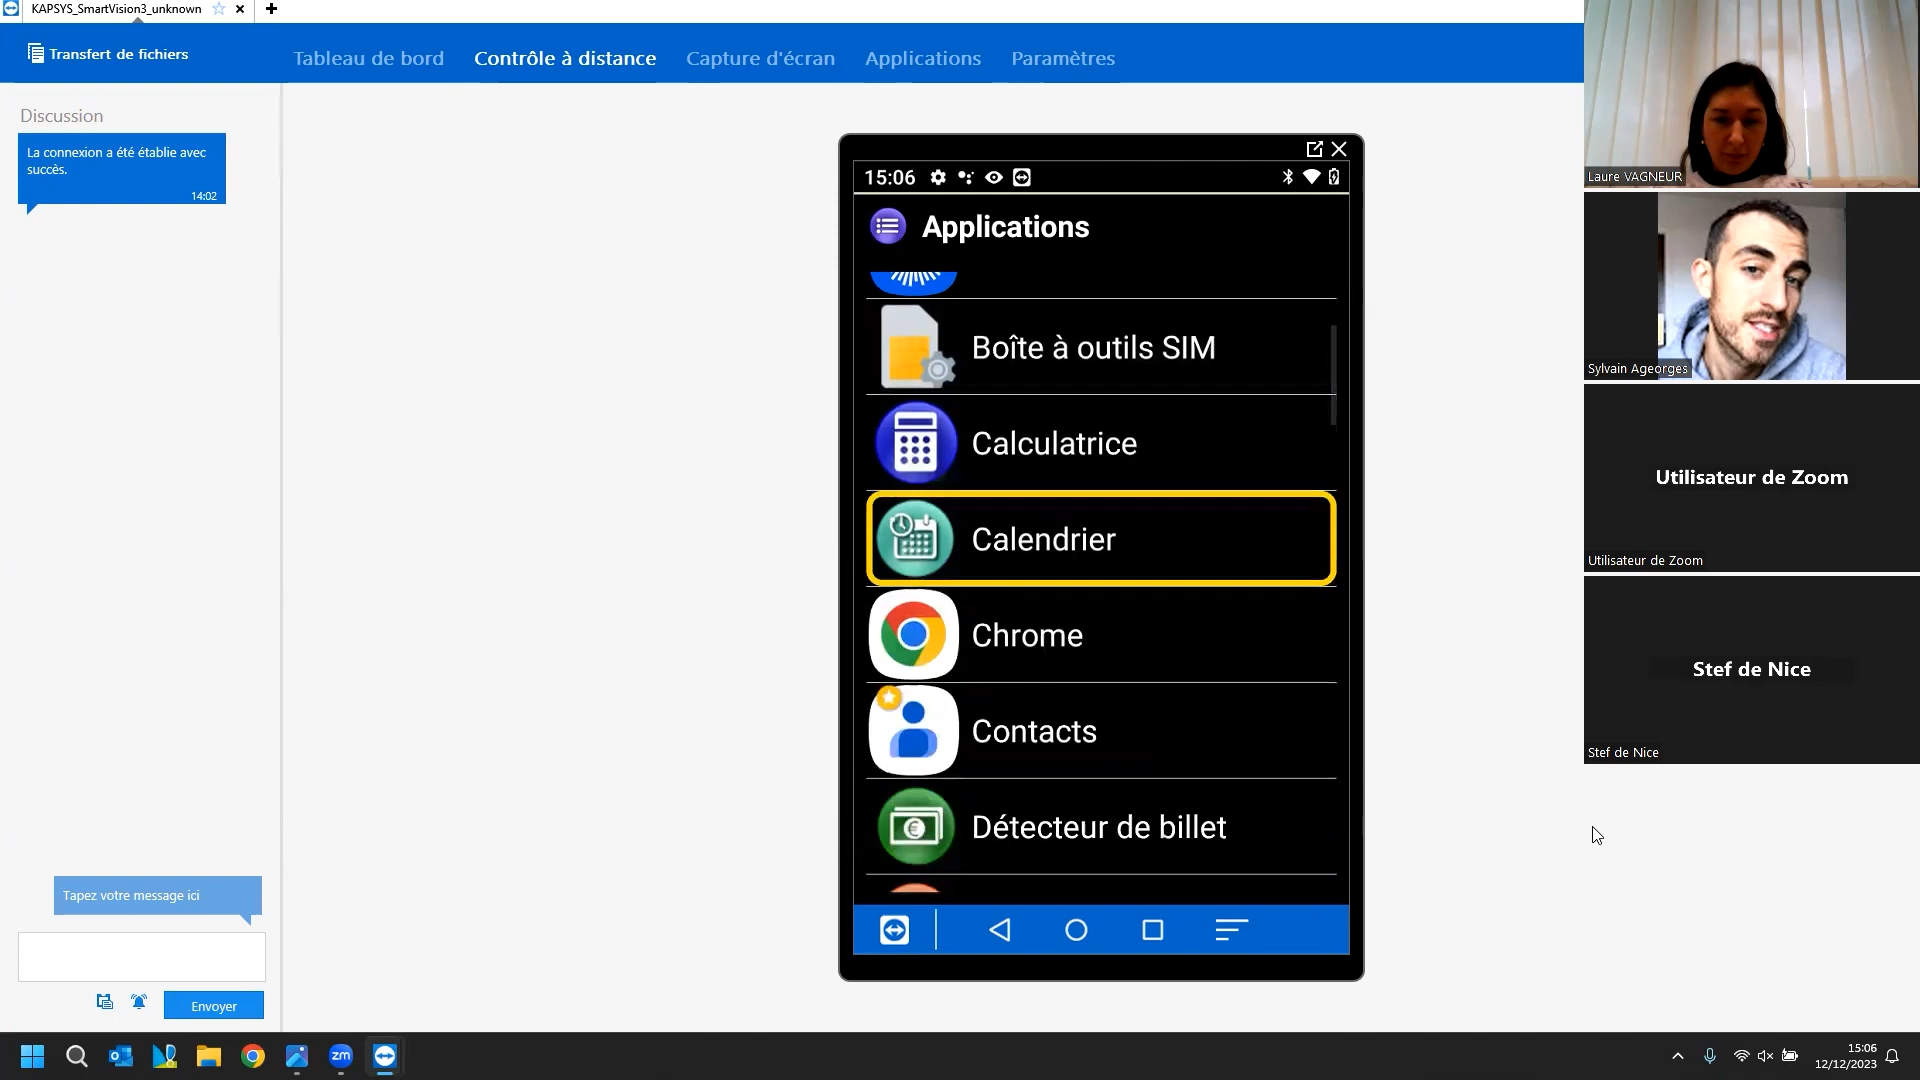 KAPSYS_SmartVision3_unknown
Transfert de fichiers
Tableau de bord
Contrôle à distance
Capture d'écran
Applications
Paramètres
Discussion
La connexion a été établie avec
succès.
14:02
Tapez votre message ici
Envoyer
15:06
Applications
Boîte à outils SIM
Calculatrice
Calendrier
Chrome
Contacts
Détecteur de billet
Laure VAGNEUR
Sylvain Ageorges
Utilisateur de Zoom
Utilisateur de Zoom
Stef de Nice
Stef de Nice
zm
15:06
12/12/2023